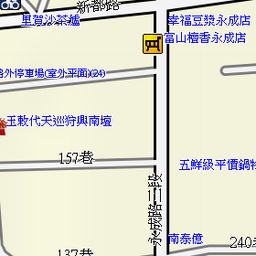 新都路
里賀沙茶爐
幸福豆漿永成店
富山檀香永成店
路外停車場(室外平面)(24)
玉敕代天巡狩興南壇
157巷
五鮮級平價鍋物
永成路三段
南泰億
240巷
137巷